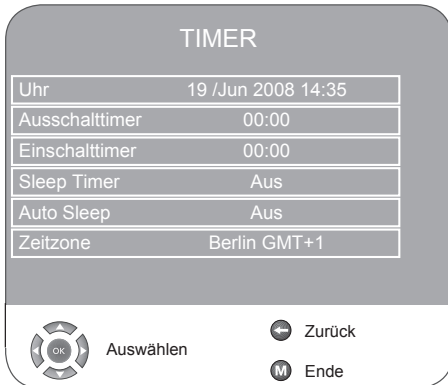 TIMER
Uhr 19 /Jun 2008 14:35
Ausschalttimer 00:00
Einschalttimer 00:00
Sleep Timer Aus
Auto Sleep Aus
Zeitzone Berlin GMT+1
OK Auswählen
Zurück
M Ende